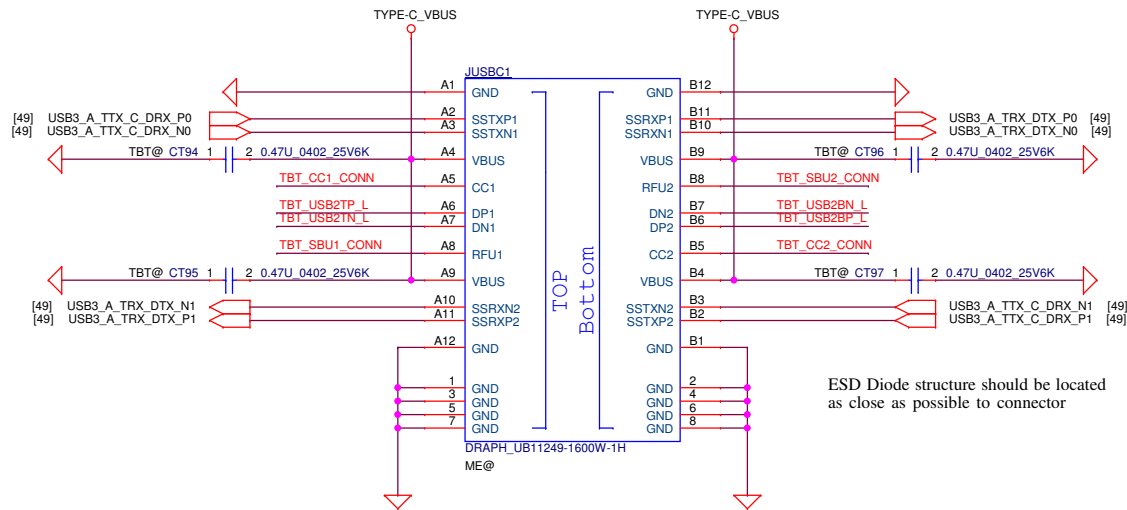 TYPE-C_VBUS TYPE-C_VBUS
JUSBC1
A1 GND GND B12
[49] USB3_A_TTX_C_DRX_P0 A2 SSTXP1 SSRXP1 B11 USB3_A_TRX_DTX_P0 [49]
[49] USB3_A_TTX_C_DRX_N0 A3 SSTXN1 SSRXN1 B10 USB3_A_TRX_DTX_N0 [49]
TBT@ CT94 1 2 0.47U_0402_25V6K A4 VBUS VBUS B9 TBT@ CT96 1 2 0.47U_0402_25V6K
TBT_CC1_CONN A5 CC1 RFU2 B8 TBT_SBU2_CONN
TBT_USB2TP_L A6 DP1 DN2 B7 TBT_USB2BN_L
TBT_USB2TN_L A7 DN1 DP2 B6 TBT_USB2BP_L
TBT_SBU1_CONN A8 RFU1 CC2 B5 TBT_CC2_CONN
TBT@ CT95 1 2 0.47U_0402_25V6K A9 VBUS VBUS B4 TBT@ CT97 1 2 0.47U_0402_25V6K
[49] USB3_A_TRX_DTX_N1 A10 SSRXN2 SSTXN2 B3 USB3_A_TTX_C_DRX_N1 [49]
[49] USB3_A_TRX_DTX_P1 A11 SSRXP2 SSTXP2 B2 USB3_A_TTX_C_DRX_P1 [49]
TOP
Bottom
A12 GND GND B1
1 GND GND 2
3 GND GND 4
5 GND GND 6
7 GND GND 8
ESD Diode structure should be located
as close as possible to connector
DRAPH_UB11249-1600W-1H
ME@